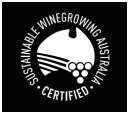 · SUSTAINABLE WINEGROWING AUSTRALIA ·
CERTIFIED